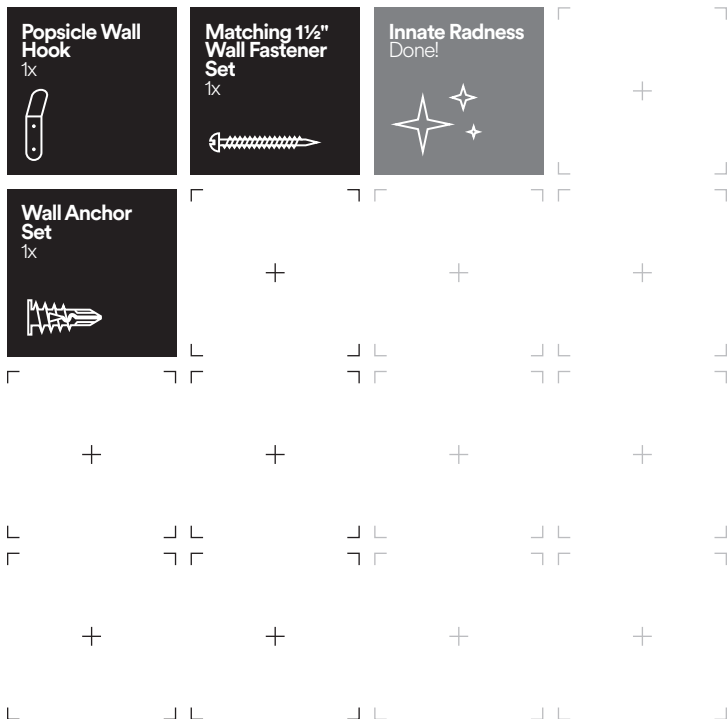 Popsicle Wall
Hook
1x
Matching 1½"
Wall Fastener
Set
1x
Innate Radness
Done!
Wall Anchor
Set
1x